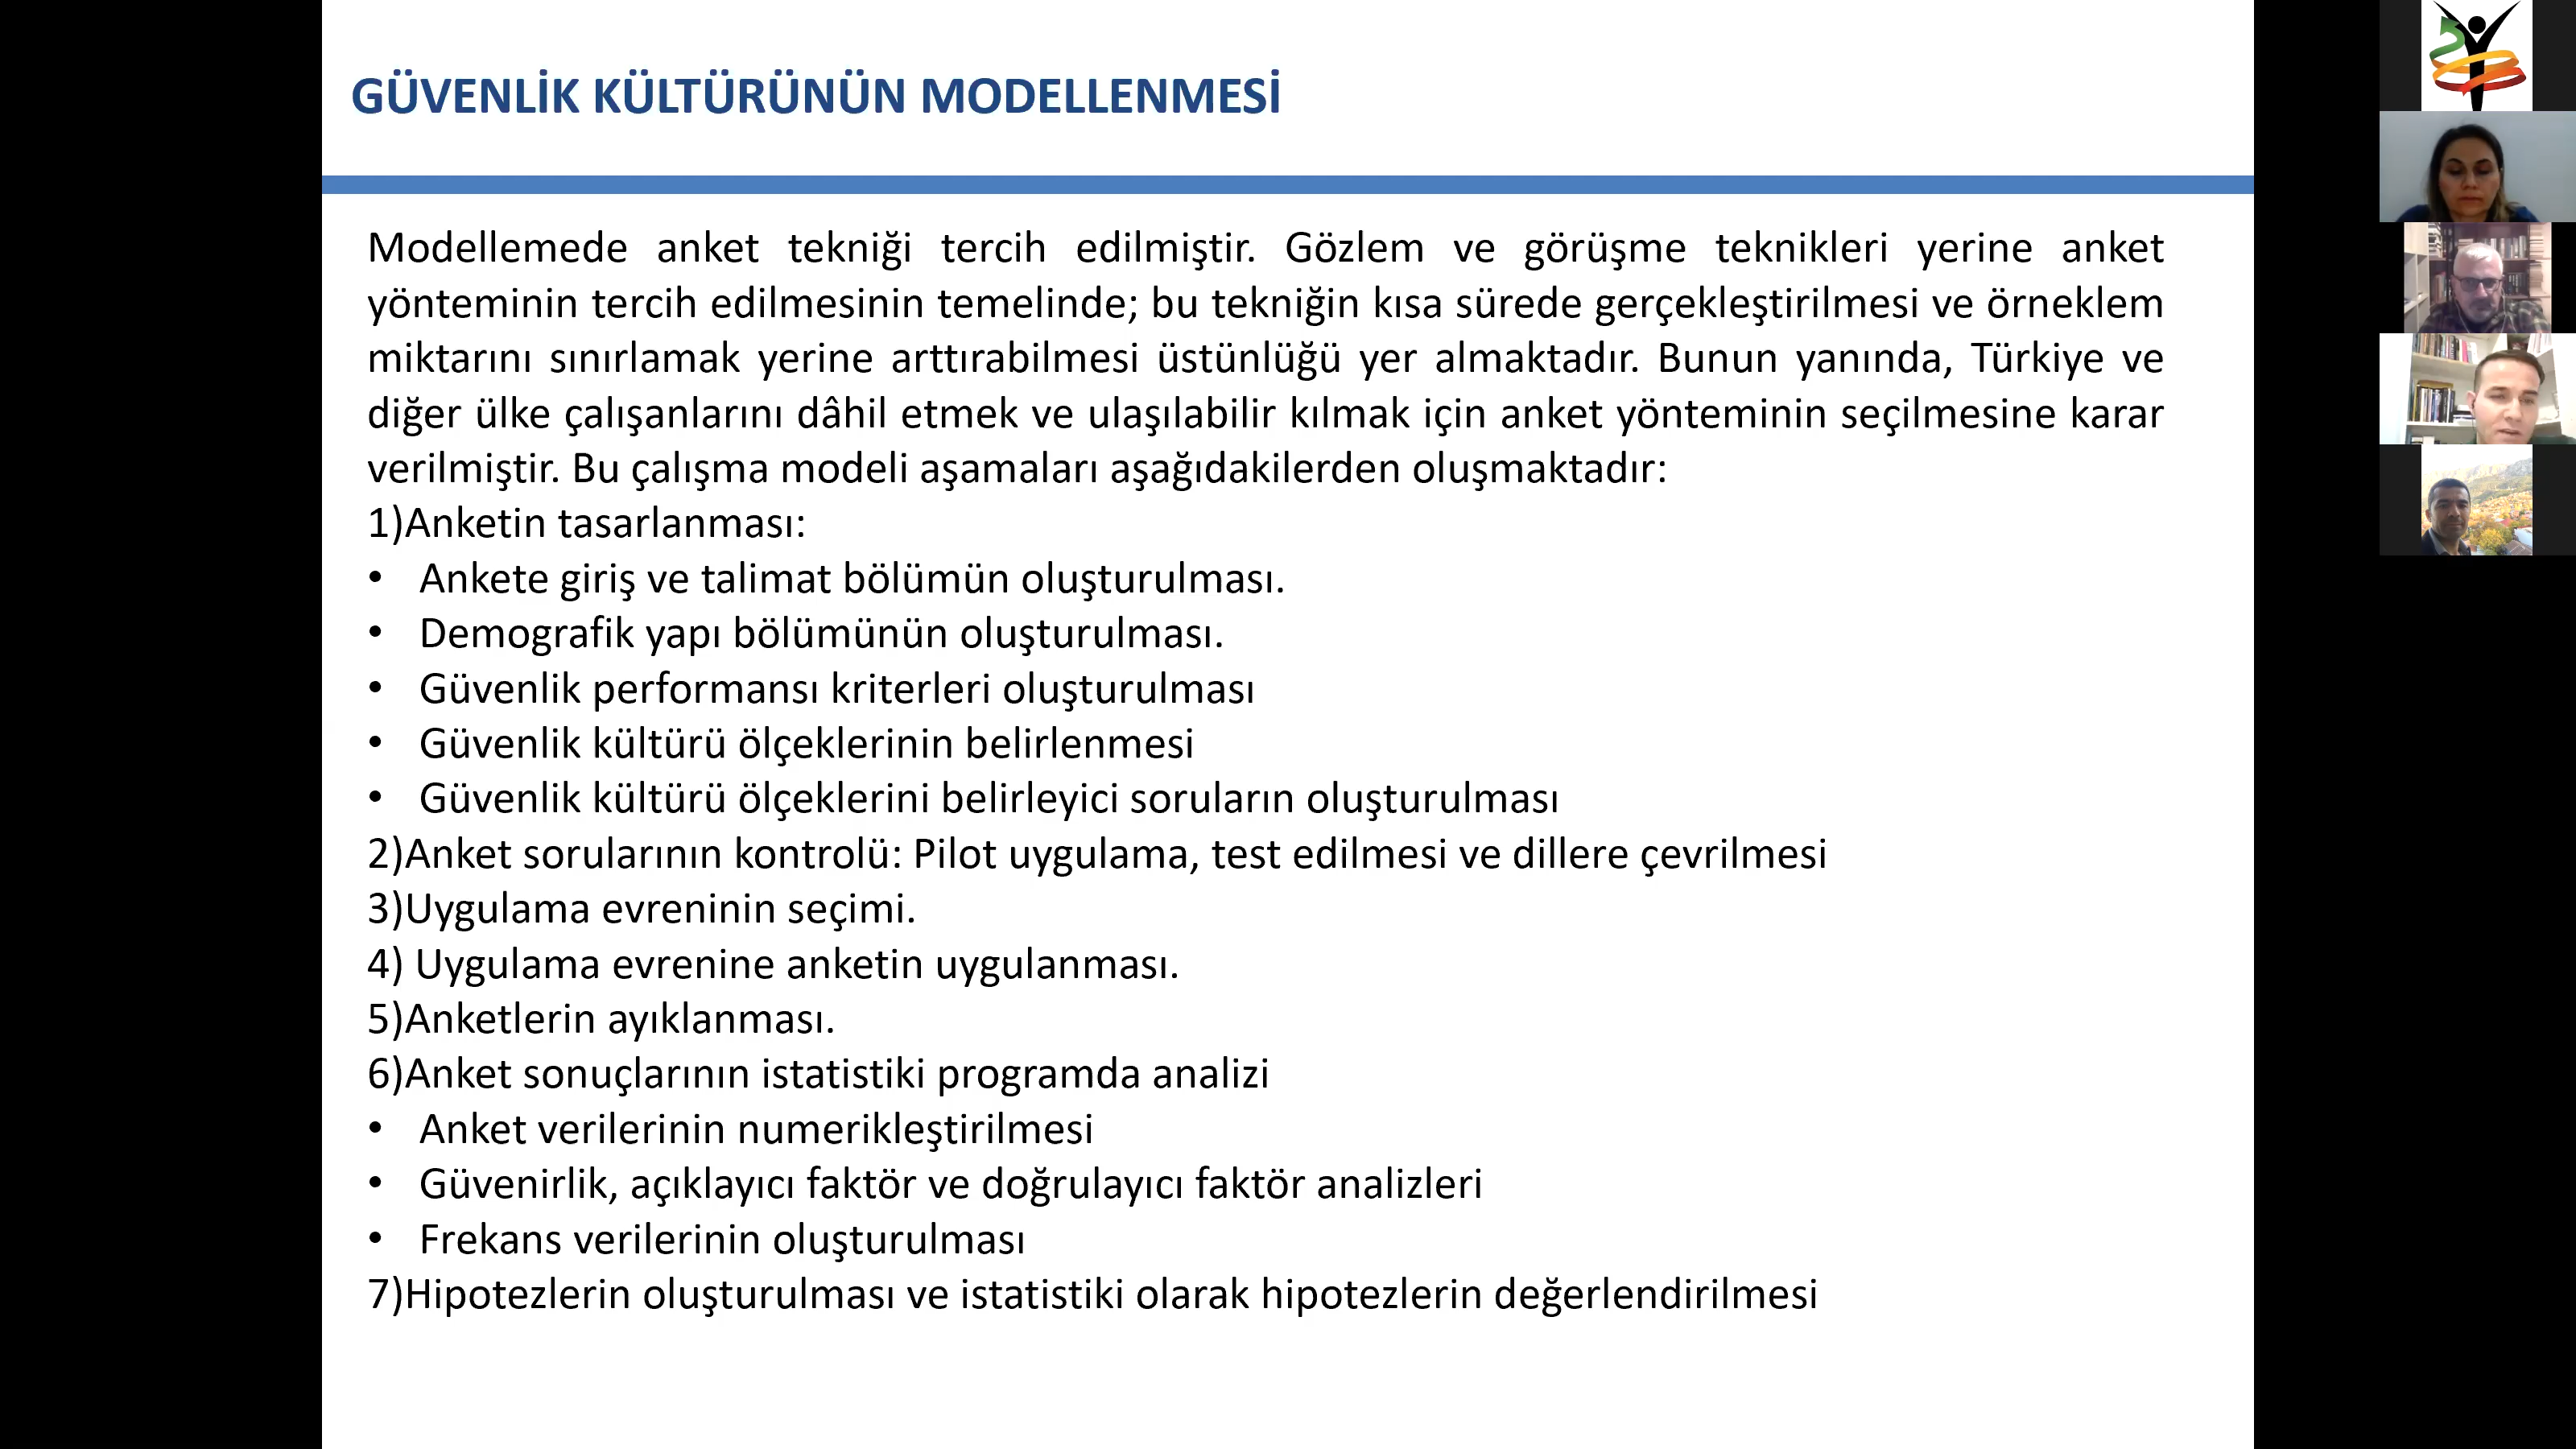 GÜVENLİK KÜLTÜRÜNÜN MODELLENMESİ
Modellemede anket tekniği tercih edilmiştir. Gözlem ve görüşme teknikleri yerine anket
yönteminin tercih edilmesinin temelinde; bu tekniğin kısa sürede gerçekleştirilmesi ve örneklem
miktarını sınırlamak yerine arttırabilmesi üstünlüğü yer almaktadır. Bunun yanında, Türkiye ve
diğer ülke çalışanlarını dâhil etmek ve ulaşılabilir kılmak için anket yönteminin seçilmesine karar
verilmiştir. Bu çalışma modeli aşamaları aşağıdakilerden oluşmaktadır:
1)Anketin tasarlanması:
• Ankete giriş ve talimat bölümün oluşturulması.
• Demografik yapı bölümünün oluşturulması.
• Güvenlik performansı kriterleri oluşturulması
• Güvenlik kültürü ölçeklerinin belirlenmesi
• Güvenlik kültürü ölçeklerini belirleyici soruların oluşturulması
2)Anket sorularının kontrolü: Pilot uygulama, test edilmesi ve dillere çevrilmesi
3)Uygulama evreninin seçimi.
4) Uygulama evrenine anketin uygulanması.
5)Anketlerin ayıklanması.
6)Anket sonuçlarının istatistiki programda analizi
• Anket verilerinin numerikleştirilmesi
• Güvenirlik, açıklayıcı faktör ve doğrulayıcı faktör analizleri
• Frekans verilerinin oluşturulması
7)Hipotezlerin oluşturulması ve istatistiki olarak hipotezlerin değerlendirilmesi